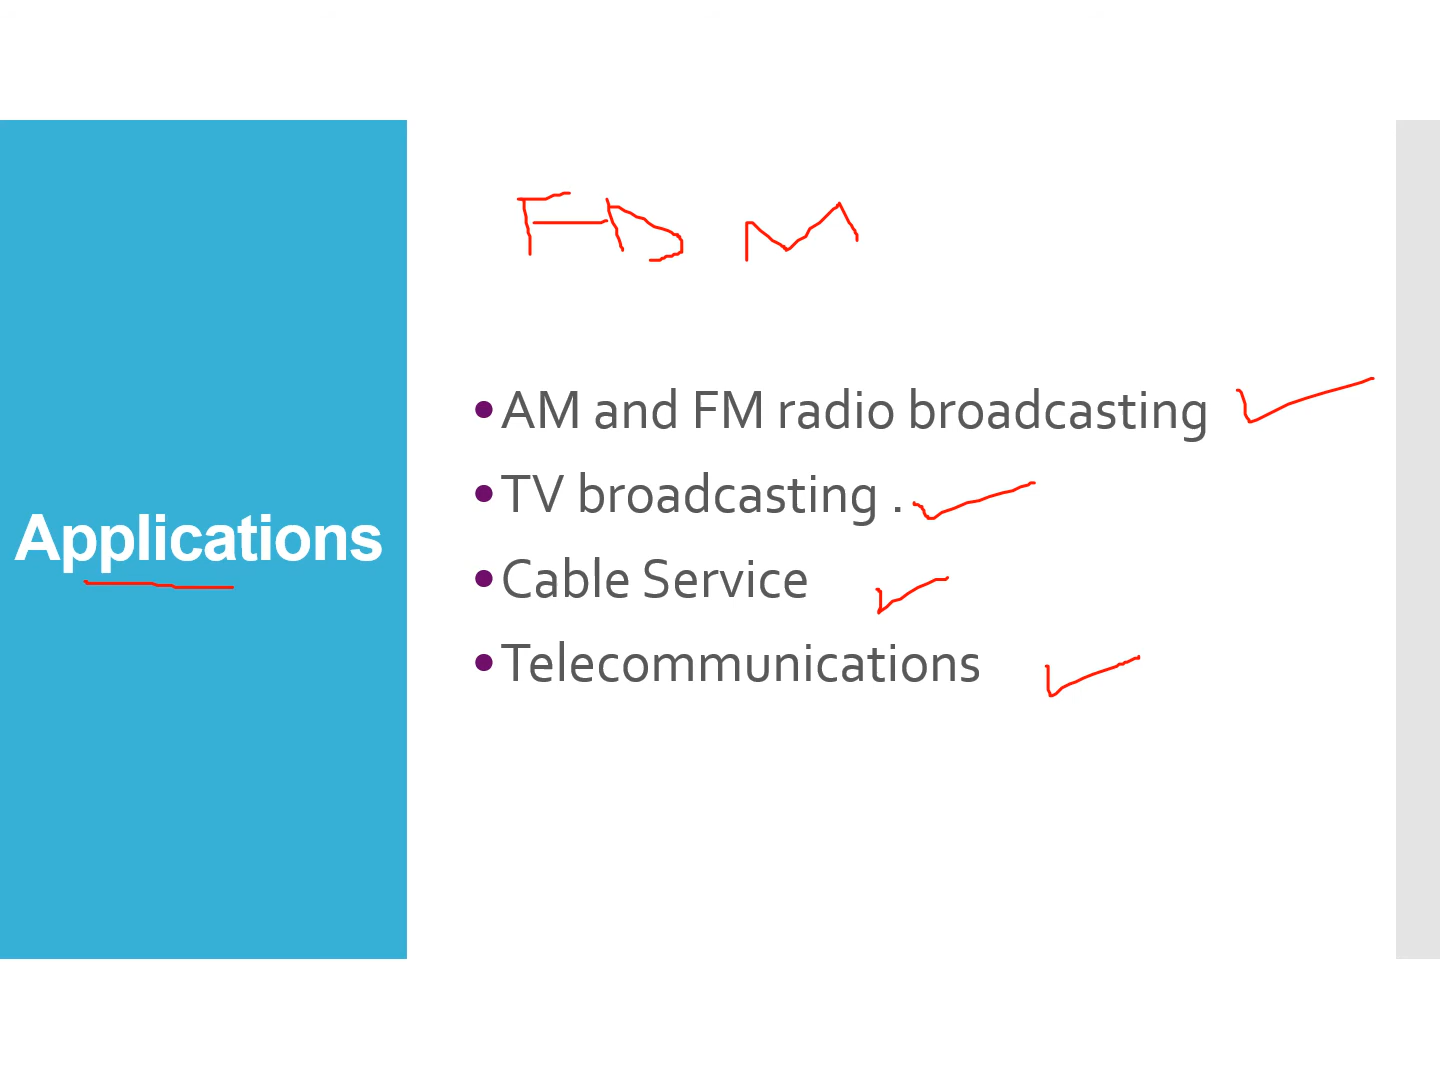 FDM
Applications
•AM and FM radio broadcasting
•TV broadcasting .
•Cable Service
•Telecommunications